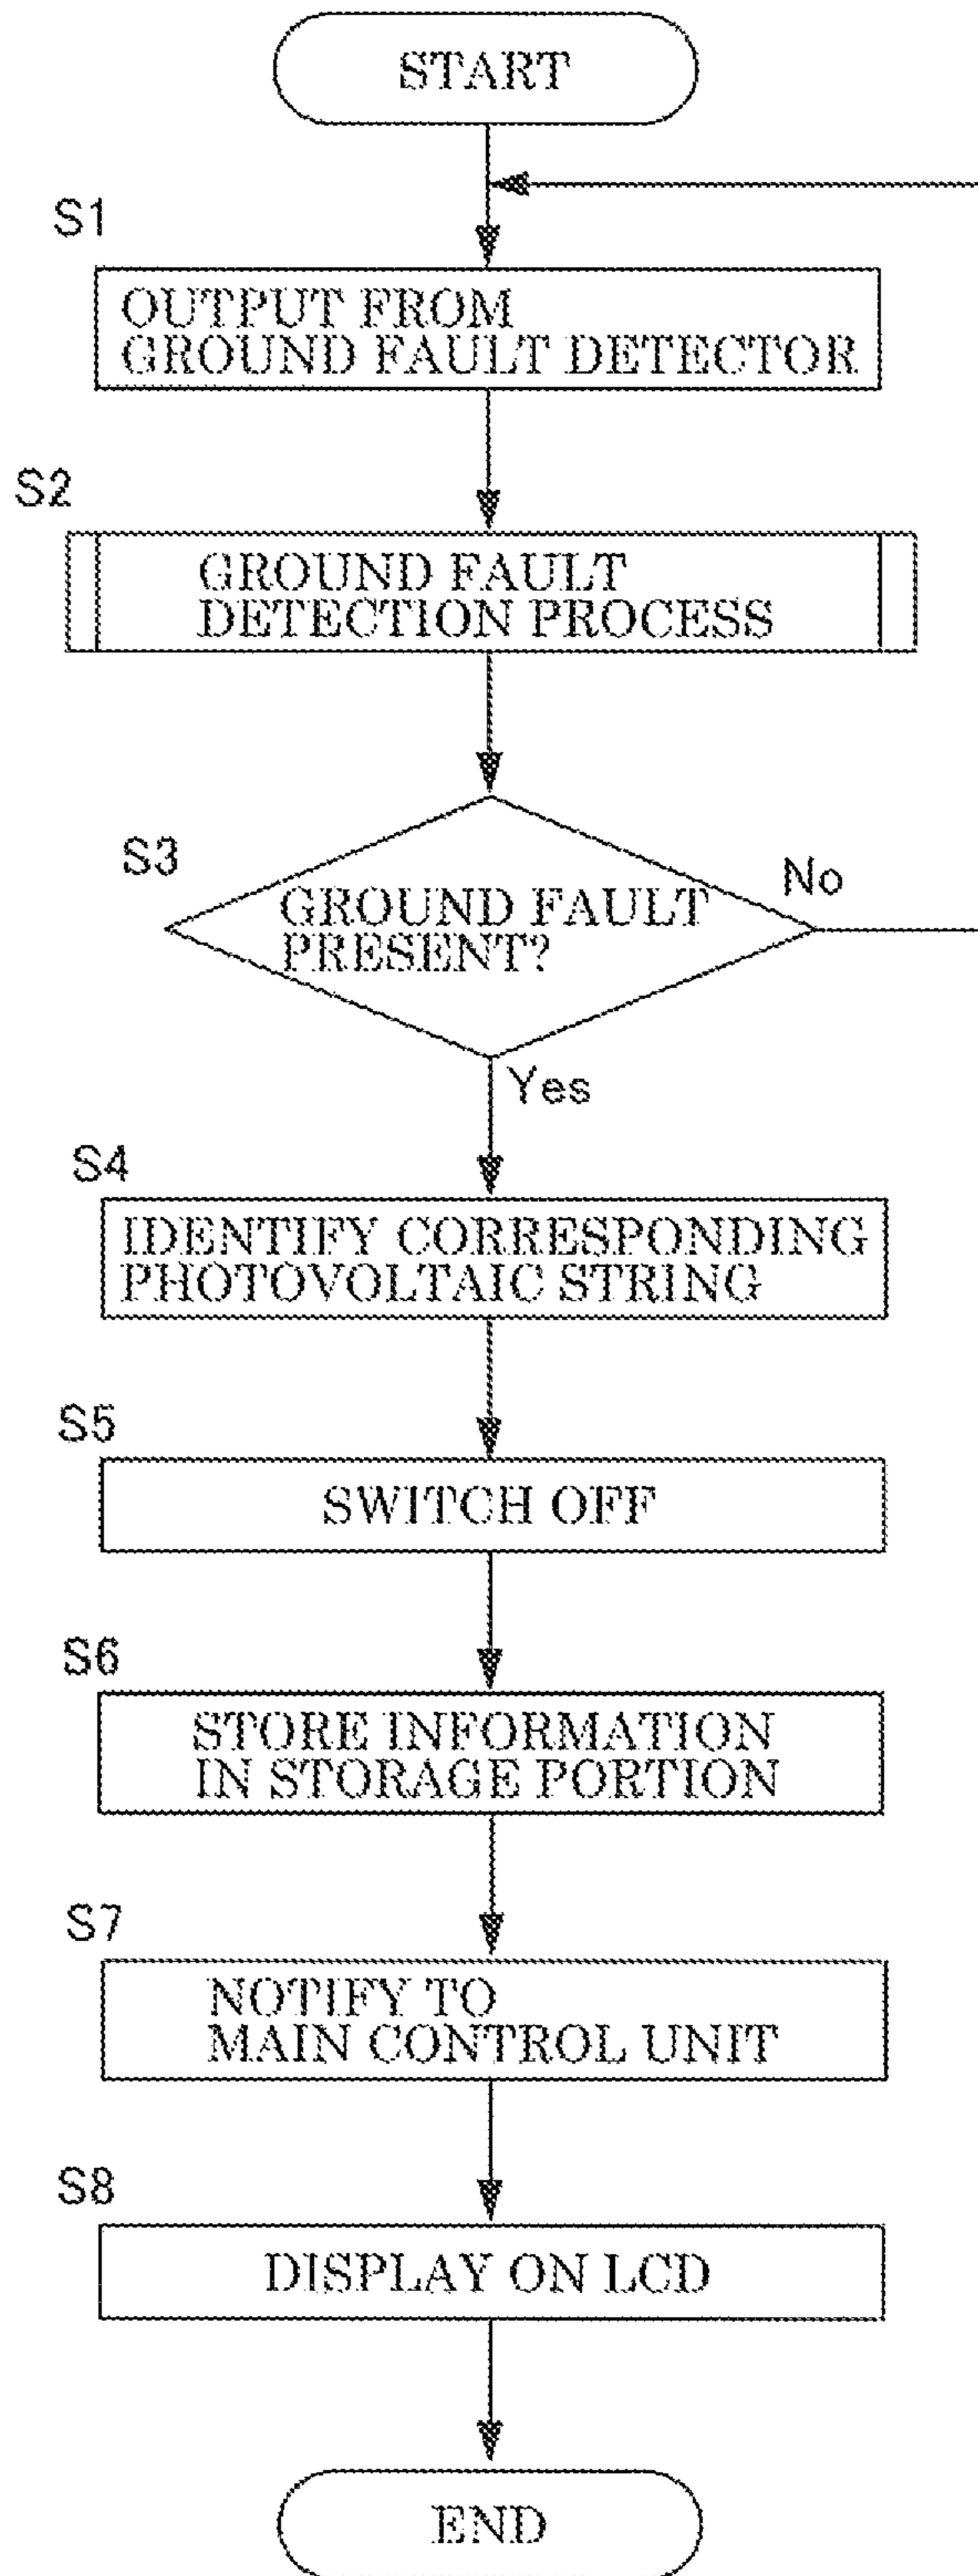 START
S1
OUTPUT FROM
GROUND FAULT DETECTOR
S2
GROUND FAULT
DETECTION PROCESS
S3
GROUND FAULT
PRESENT?
No
Yes
S4
IDENTIFY CORRESPONDING
PHOTOVOLTAIC STRING
S5
SWITCH OFF
S6
STORE INFORMATION
IN STORAGE PORTION
S7
NOTIFY TO
MAIN CONTROL UNIT
S8
DISPLAY ON LCD
END